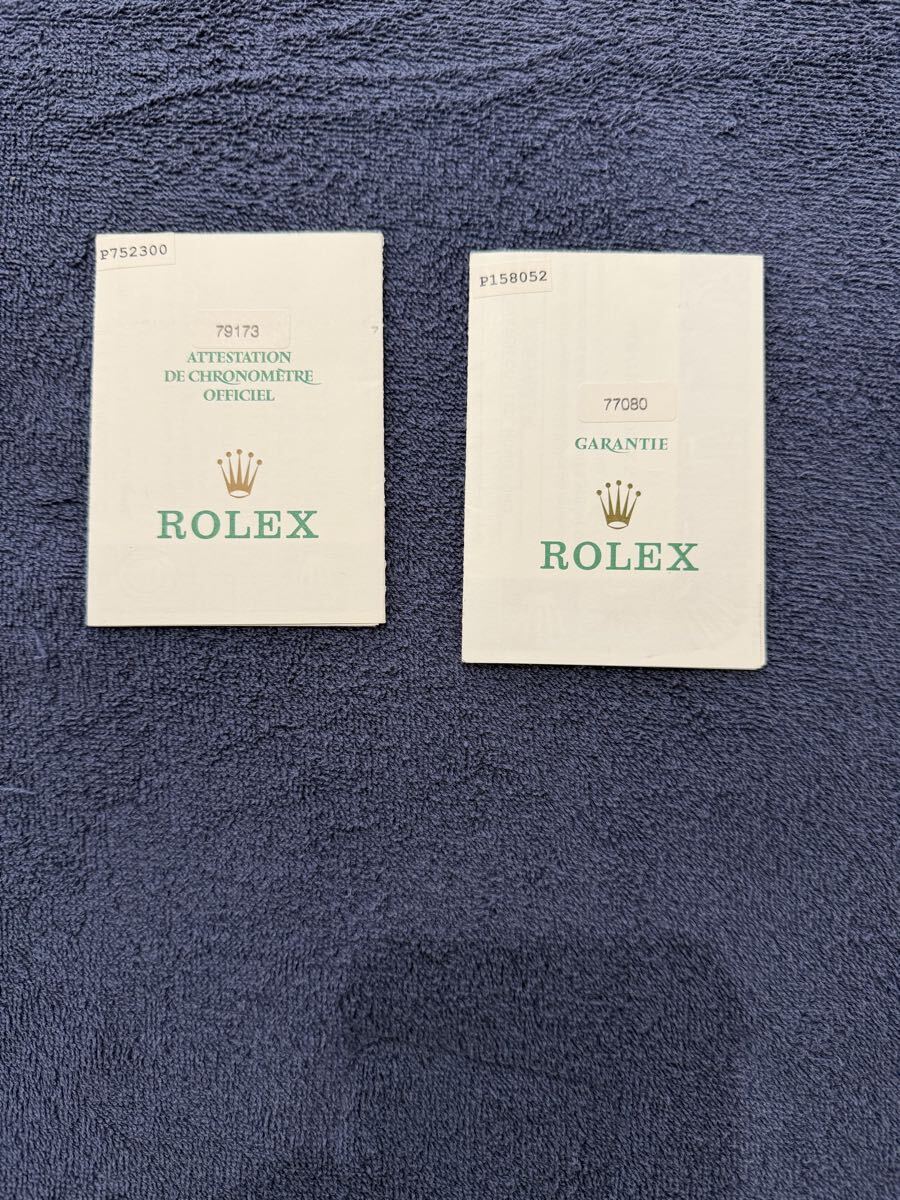 P752300
79173
ATTESTATION
DE CHRONOMÈTRE
OFFICIEL
ROLEX
P158052
77080
GARANTIE
ROLEX